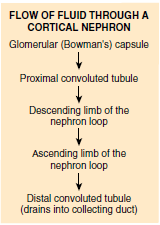 FLOW OF FLUID THROUGH A
CORTICAL NEPHRON
Glomerular (Bowman's) capsule
Proximal convoluted tubule
Descending limb of the
nephron loop
Ascending limb of the
nephron loop
Distal convoluted tubule
(drains into collecting duct)